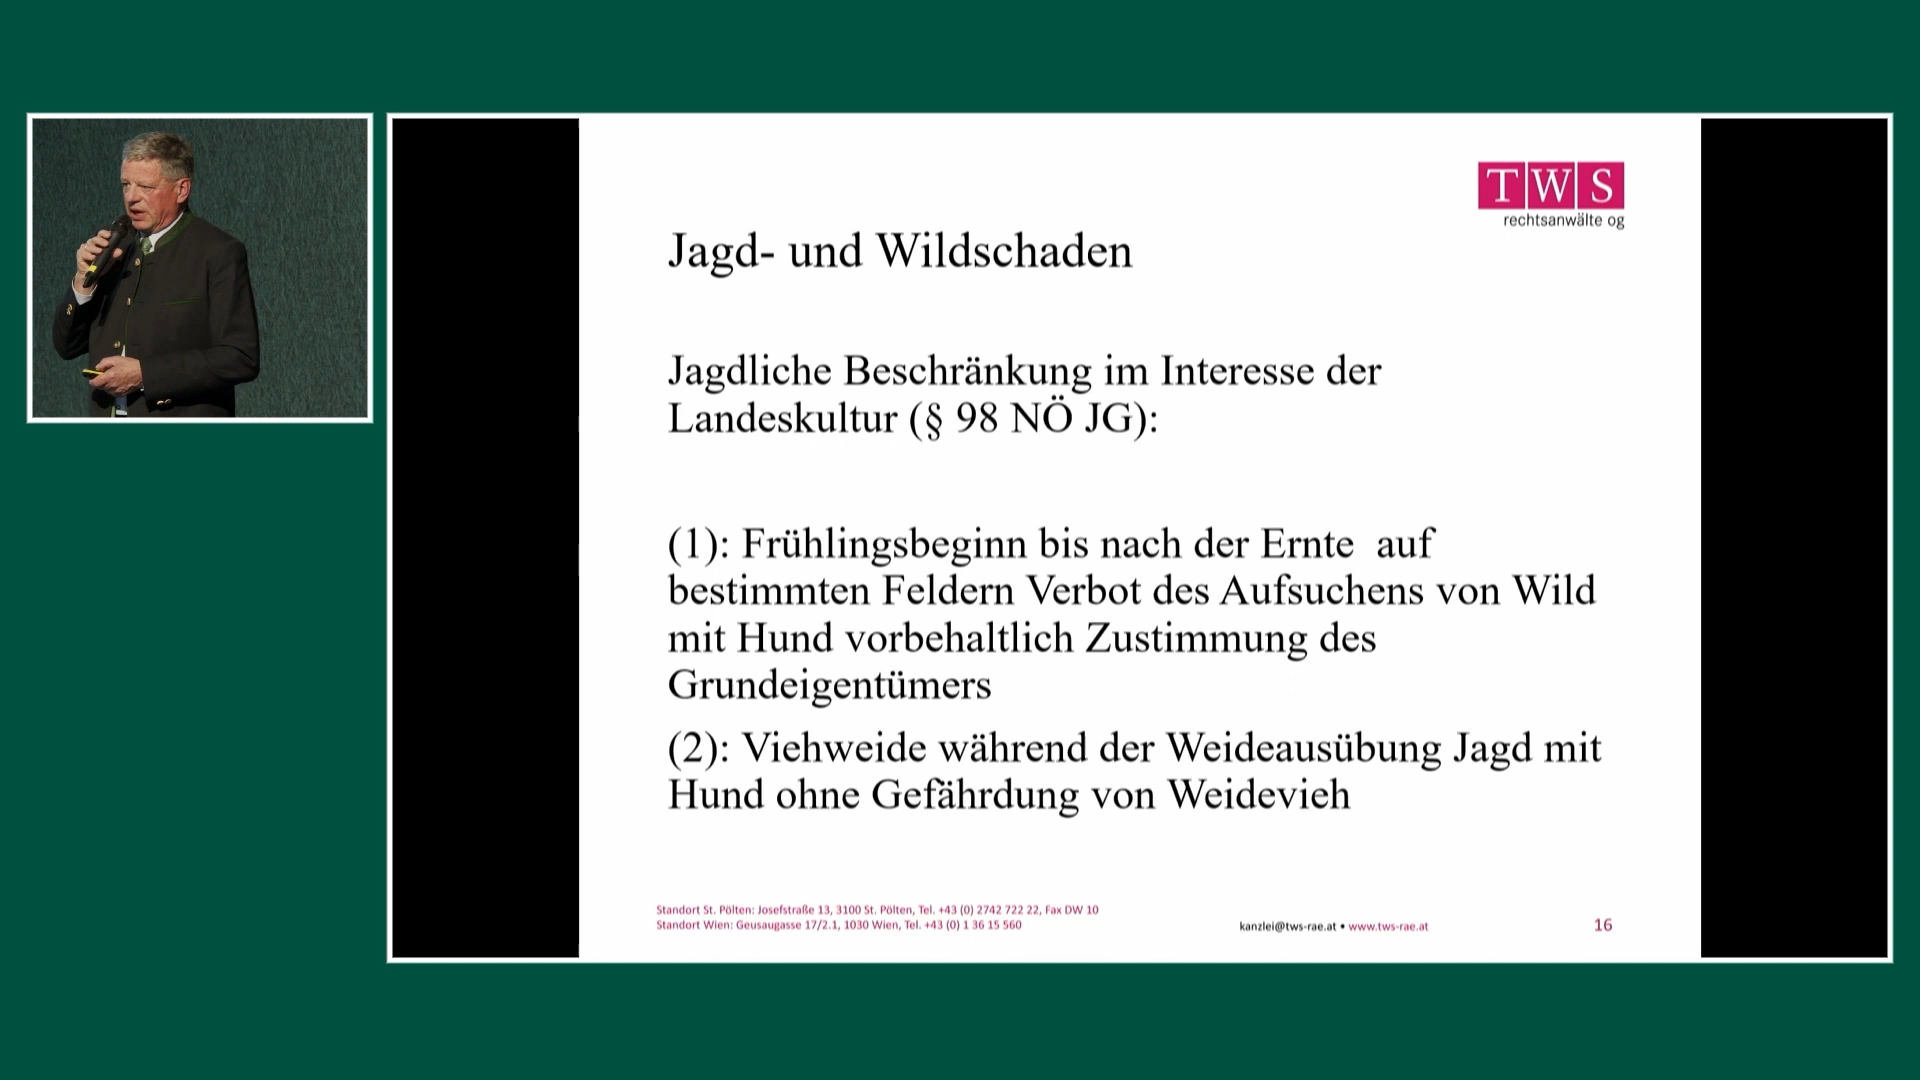 TWS
rechtsanwälte og
Jagd- und Wildschaden
Jagdliche Beschränkung im Interesse der
Landeskultur (§ 98 NÖ JG):
(1): Frühlingsbeginn bis nach der Ernte  auf
bestimmten Feldern Verbot des Aufsuchens von Wild
mit Hund vorbehaltlich Zustimmung des
Grundeigentümers
(2): Viehweide während der Weideausübung Jagd mit
Hund ohne Gefährdung von Weidevieh
Standort St. Pölten: Josefstraße 13, 3100 St. Pölten, Tel. +43 (0) 2742 722 22, Fax DW 10
Standort Wien: Geusaugasse 17/2.1, 1030 Wien, Tel. +43 (0) 1 36 15 560
kanzlei@tws-rae.at • www.tws-rae.at
16